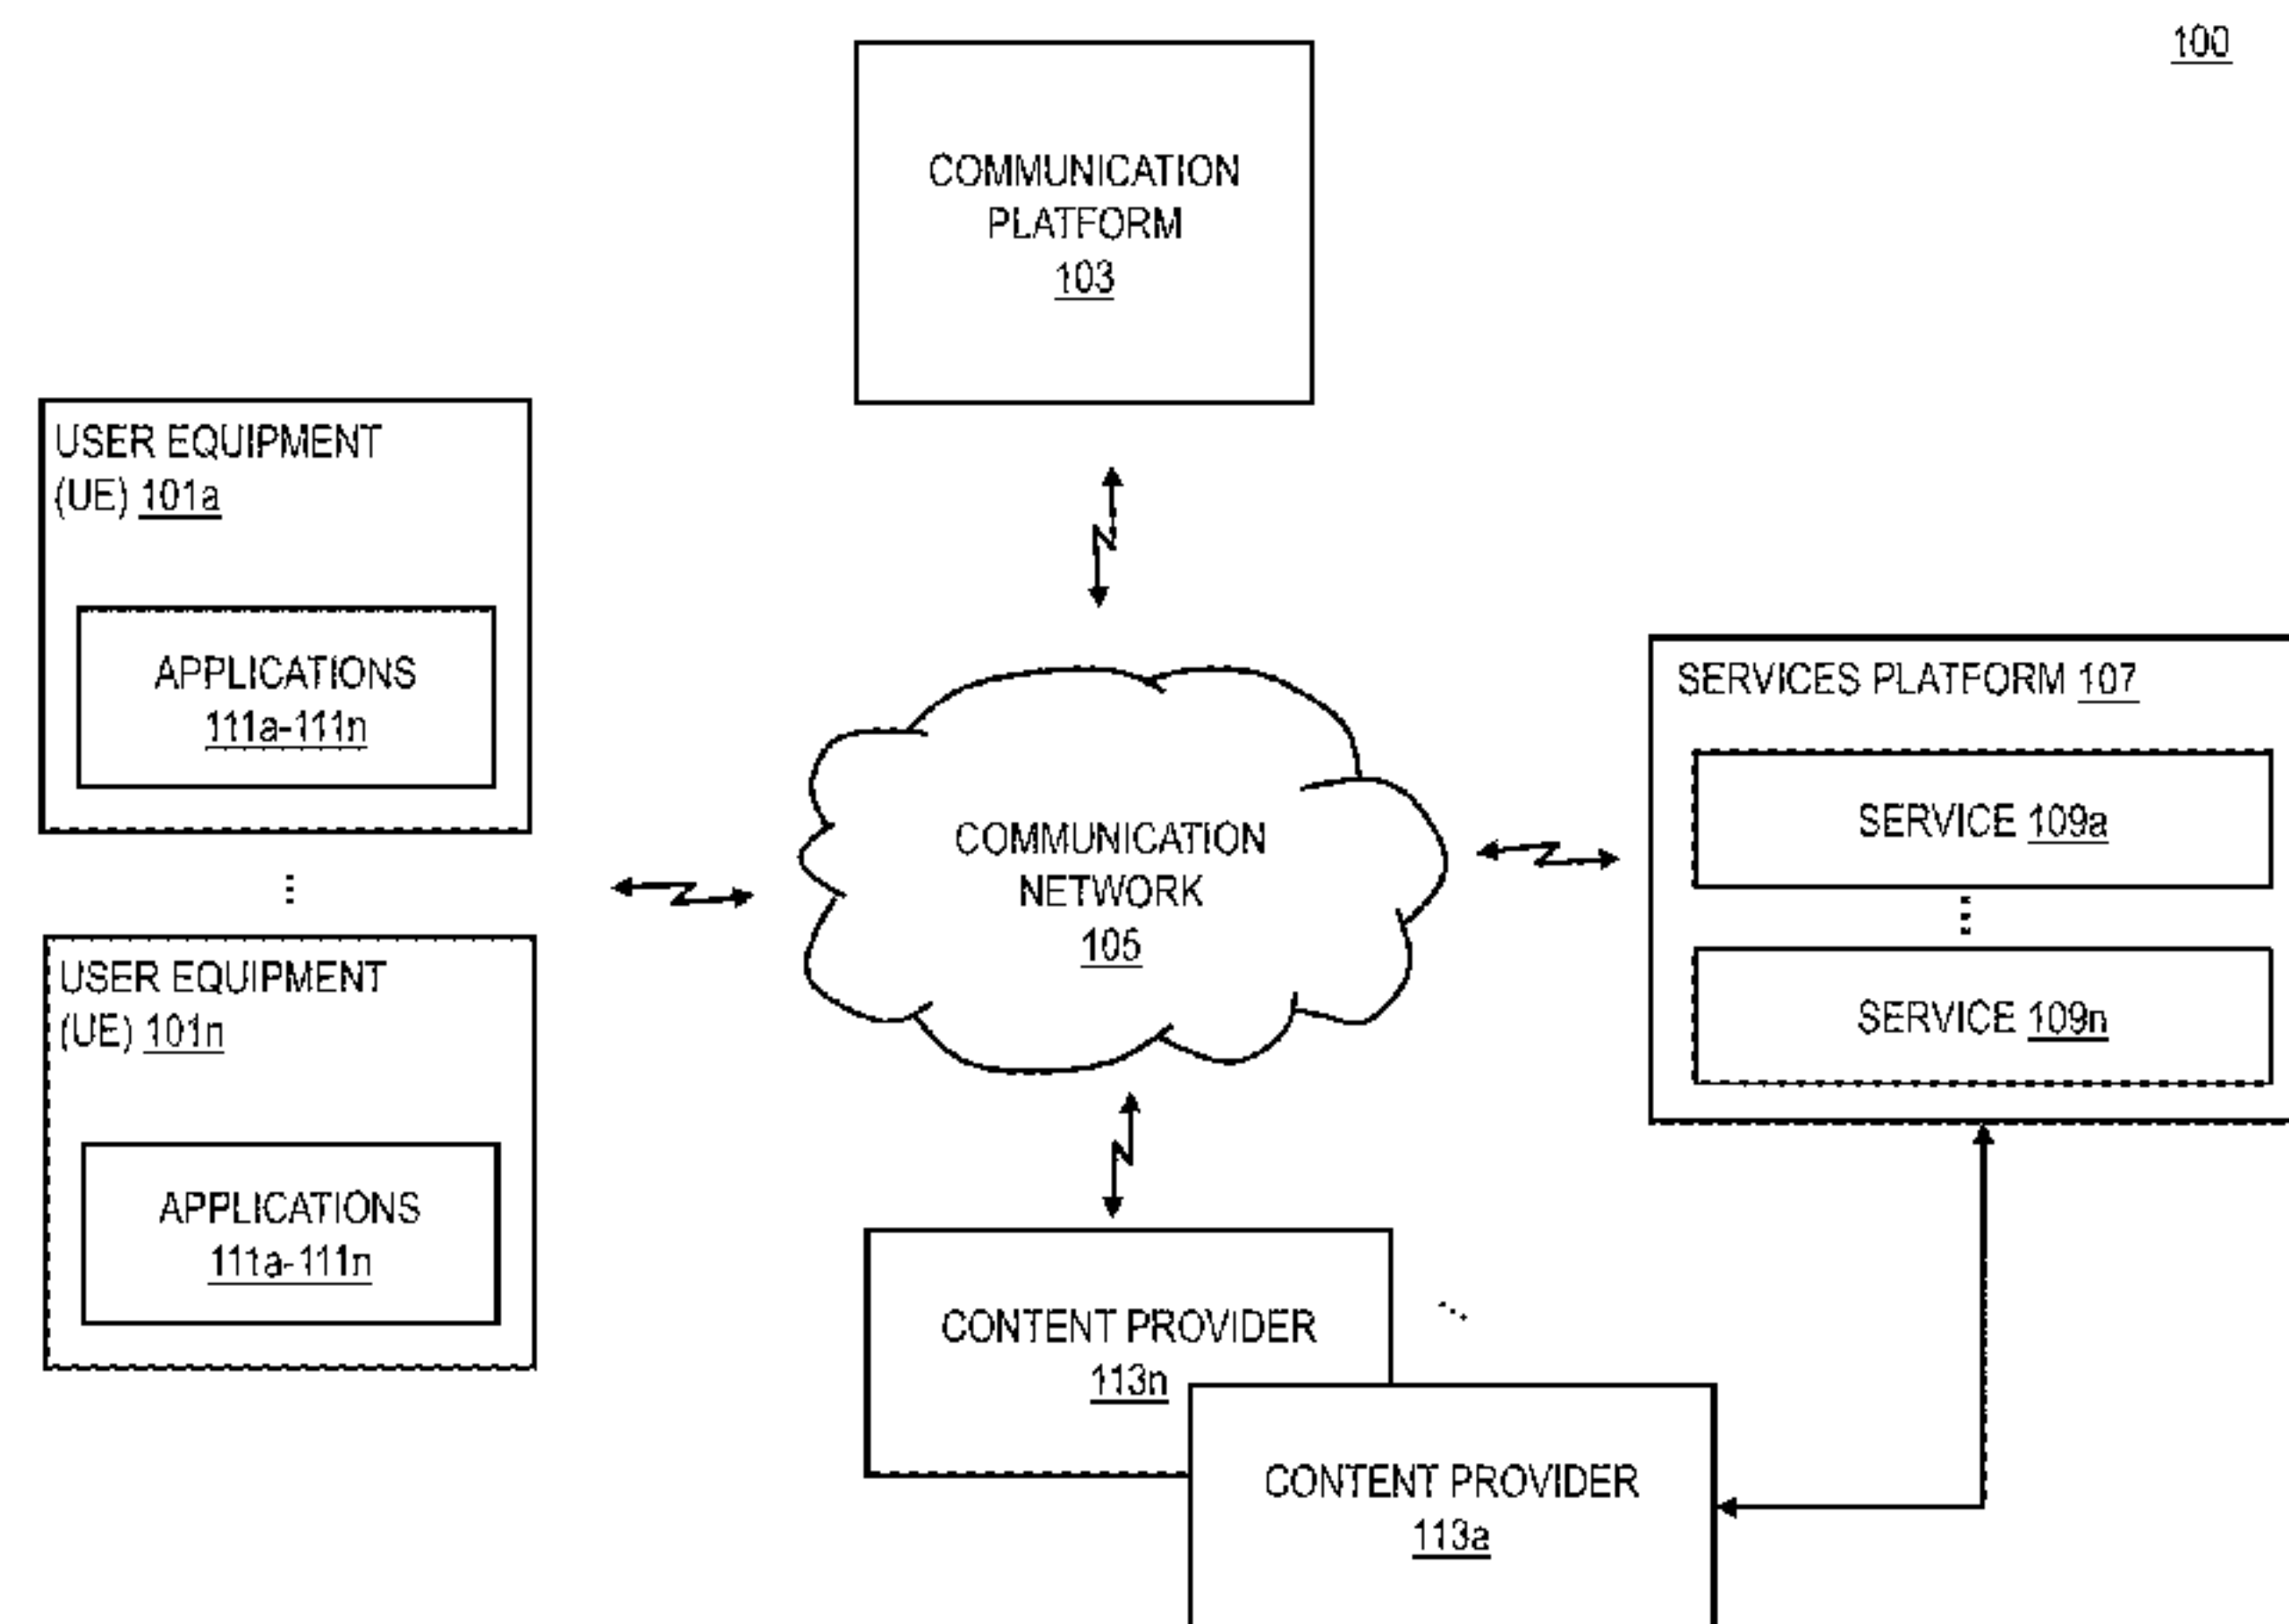 100
COMMUNICATION
PLATFORM
103
USER EQUIPMENT
(UE) 101a
APPLICATIONS
111a-111n
...
USER EQUIPMENT
(UE) 101n
APPLICATIONS
111a-111n
COMMUNICATION
NETWORK
105
SERVICES PLATFORM 107
SERVICE 109a
...
SERVICE 109n
CONTENT PROVIDER
113n
...
CONTENT PROVIDER
113a